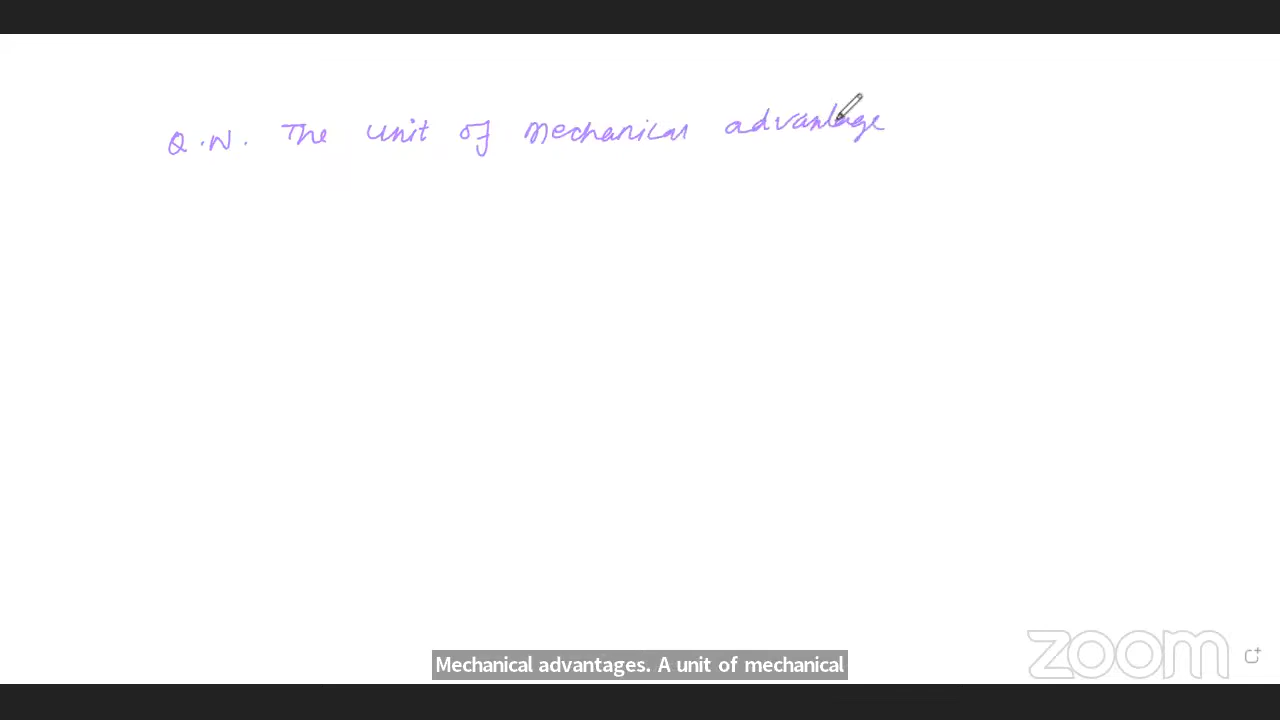 Q.N. The unit of Mechanical advantage
Mechanical advantages. A unit of mechanical
zoom